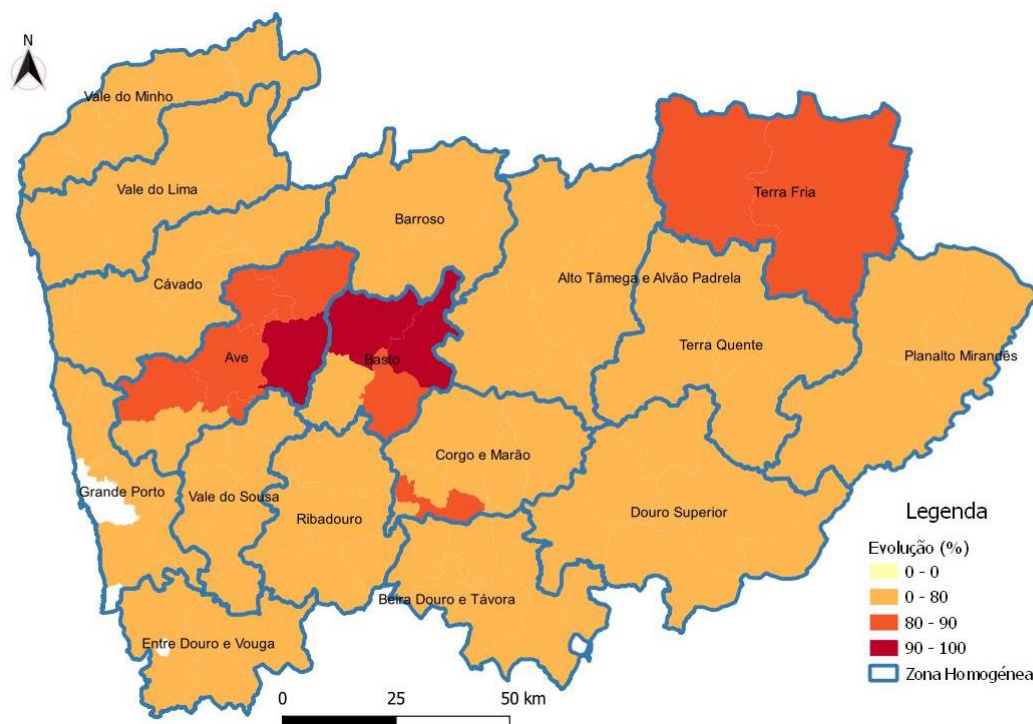 N
Vale do Minho
Vale do Lima
Barroso
Terra Fria
Cávado
Alto Tâmega e Alvão Padrela
Ave
Basto
Terra Quente
Planalto Mirandês
Corgo e Marão
Grande Porto
Vale do Sousa
Ribadouro
Douro Superior
Beira Douro e Távora
Entre Douro e Vouga
Legenda
Evolução (%)
0 - 0
0 - 80
80 - 90
90 - 100
Zona Homogénea
0 25 50 km